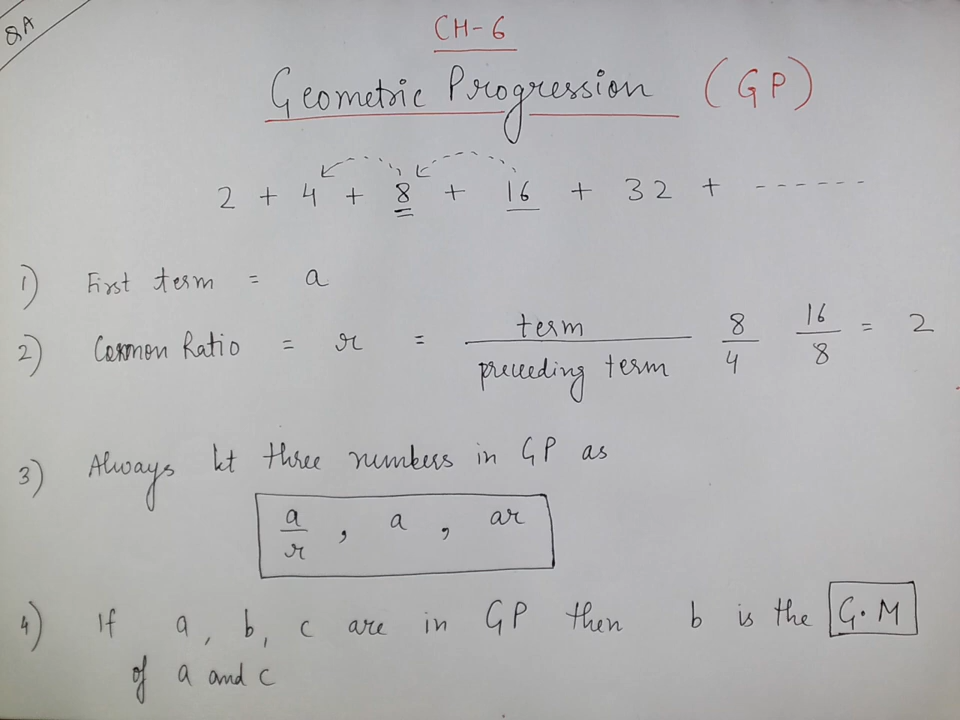 8A
CH-6
Geometric Progression (GP)
2 + 4 + 8 + 16 + 32 + ------
1) First term = a
2) Common Ratio = r = term / preceeding term 8/4 16/8 = 2
3) Always let three numbers in GP as
a/r , a , ar
4) If a, b, c are in GP then b is the G.M
of a and c